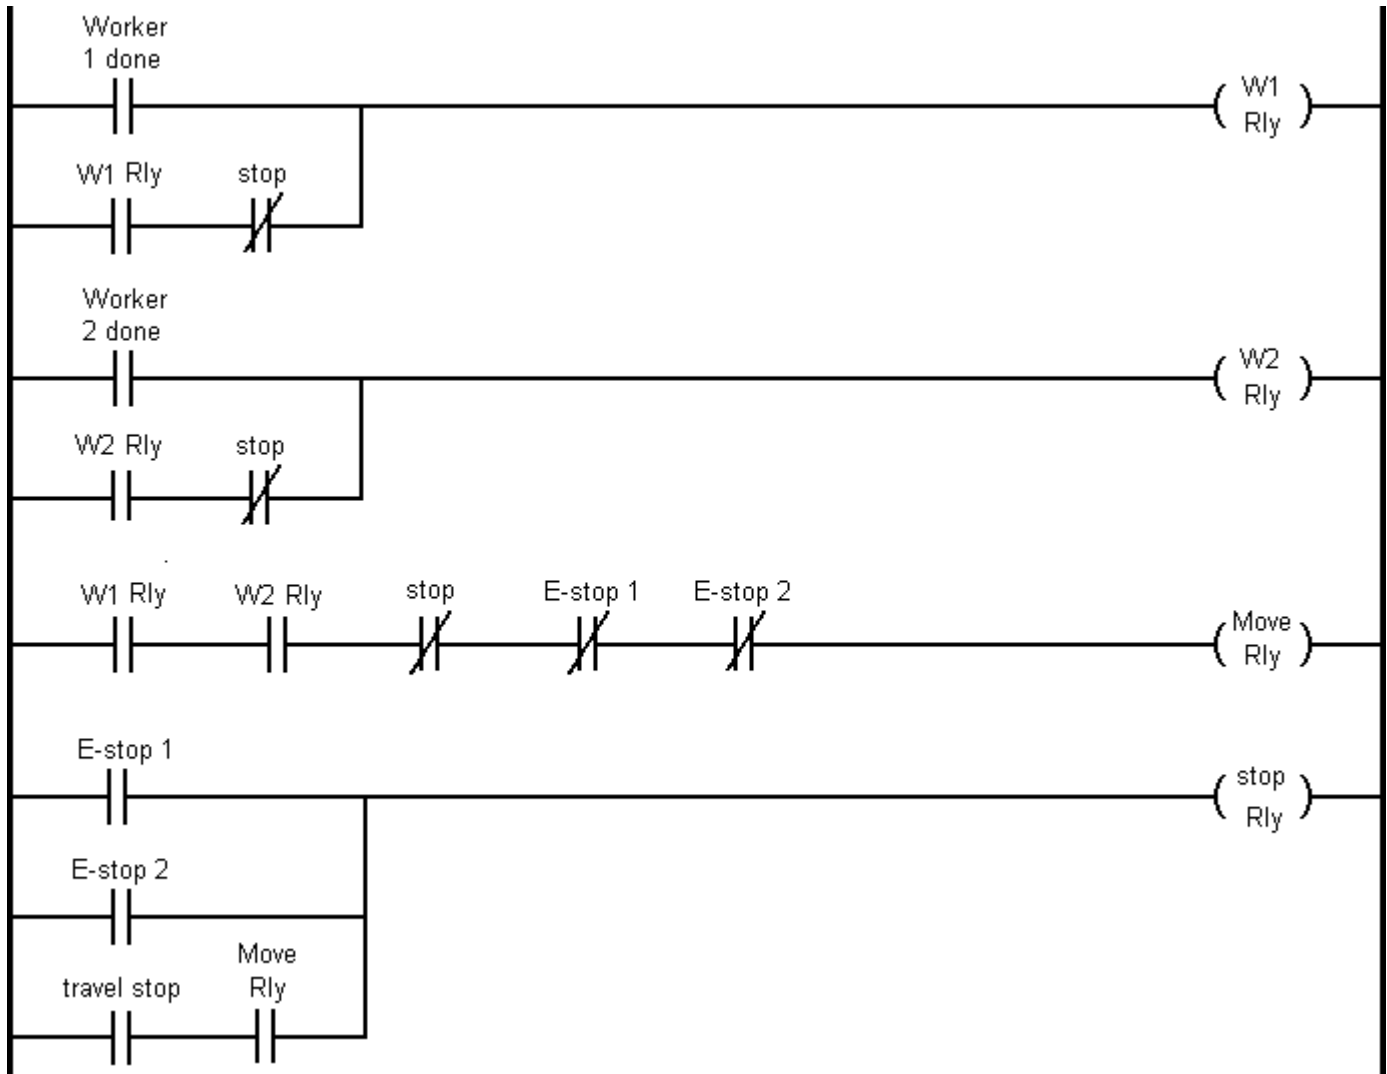 Worker
1 done
W1
Rly
W1 Rly
stop
Worker
2 done
W2
Rly
W2 Rly
stop
W1 Rly
W2 Rly
stop
E-stop 1
E-stop 2
Move
Rly
E-stop 1
stop
Rly
E-stop 2
Move
Rly
travel stop